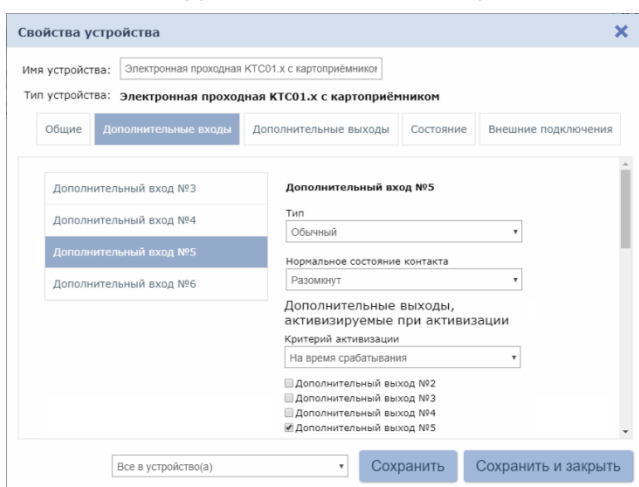 Свойства устройства
Имя устройства: Электронная проходная КТС01.x с картоприёмником
Тип устройства: Электронная проходная КТС01.x с картоприёмником
Общие Дополнительные входы Дополнительные выходы Состояние Внешние подключения
Дополнительный вход №3
Дополнительный вход №4
Дополнительный вход №5
Дополнительный вход №6
Дополнительный вход №5
Тип
Обычный
Нормальное состояние контакта
Разомкнут
Дополнительные выходы,
активизируемые при активизации
Критерий активизации
На время срабатывания
Дополнительный выход №2
Дополнительный выход №3
Дополнительный выход №4
Дополнительный выход №5
Все в устройство(а)
Сохранить
Сохранить и закрыть